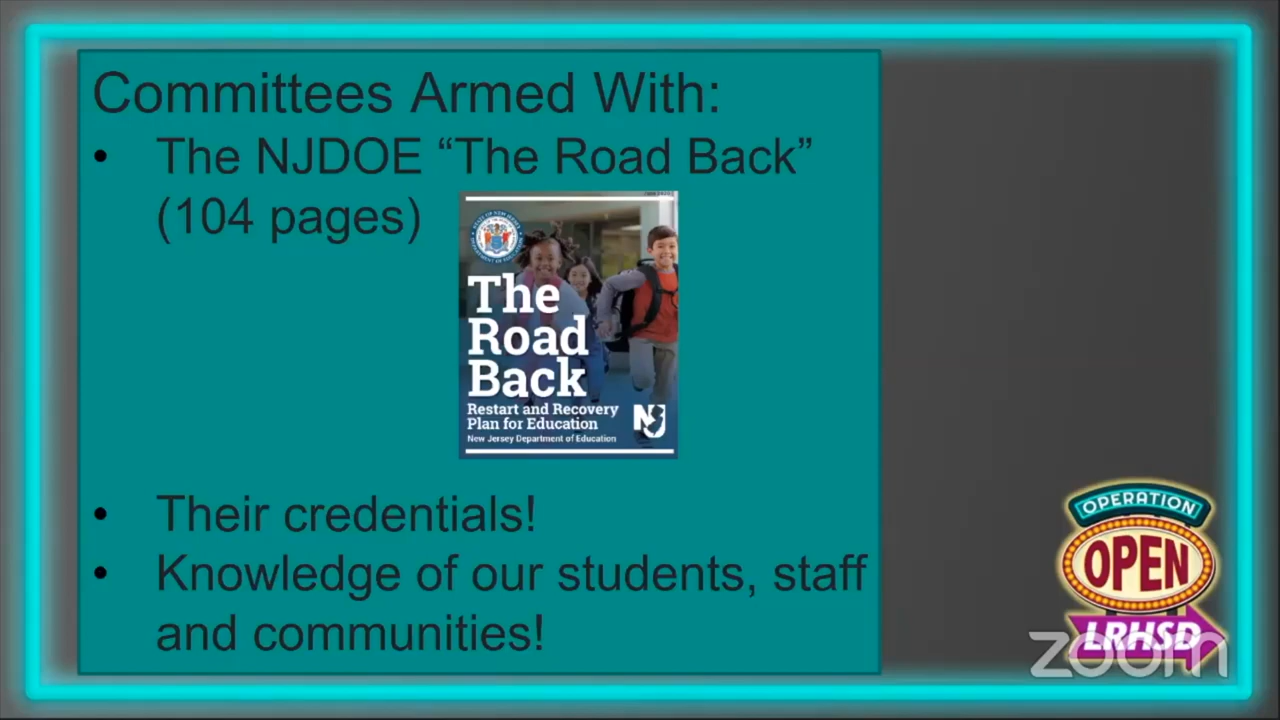 Committees Armed With:
• The NJDOE “The Road Back”
(104 pages)
The
Road
Back
Restart and Recovery
Plan for Education
New Jersey Department of Education
NJ
• Their credentials!
• Knowledge of our students, staff
and communities!
OPERATION
OPEN
LRHSD
zoom